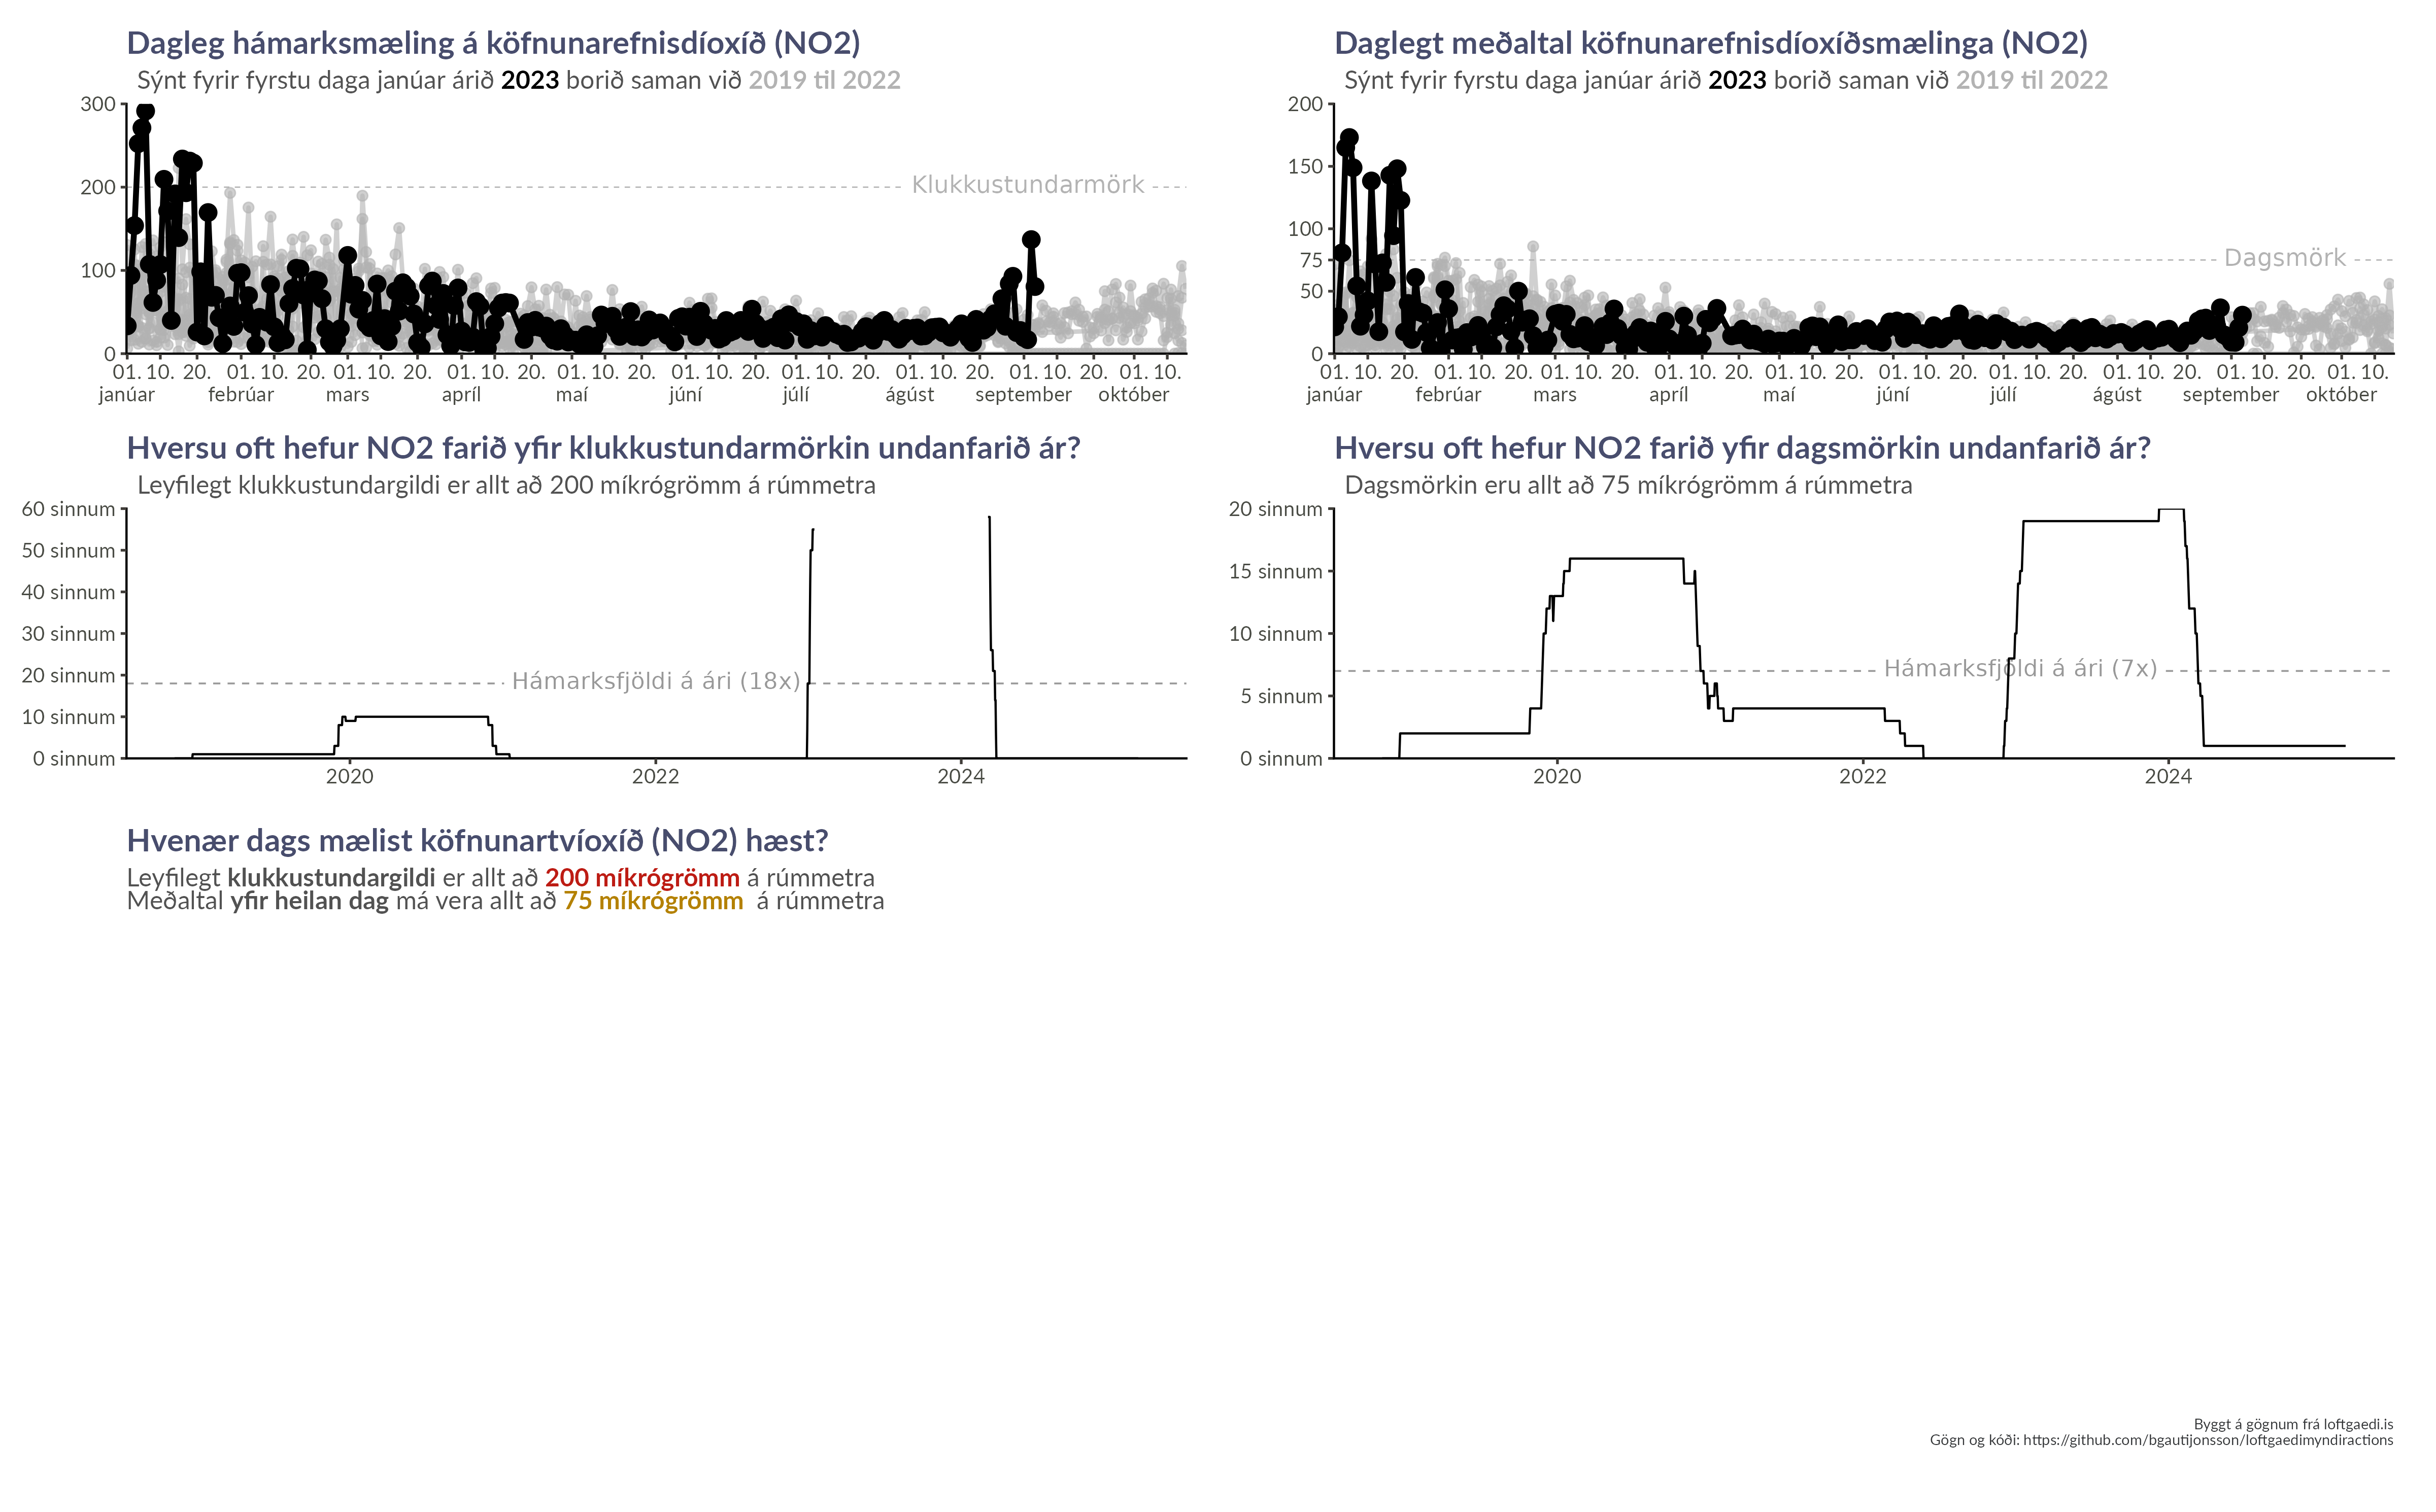 Dagleg hámarksmæling á köfnunarefnisdíoxíð (NO2)
Sýnt fyrir fyrstu daga janúar árið 2023 borið saman við 2019 til 2022
300
200
100
0
Klukkustundarmörk
01. 10. 20. 01. 10. 20. 01. 10. 20. 01. 10. 20. 01. 10. 20. 01. 10. 20. 01. 10. 20. 01. 10. 20. 01. 10. 20. 01. 10.
janúar febrúar mars apríl maí júní júlí ágúst september október
Daglegt meðaltal köfnunarefnisdíoxíðsmælinga (NO2)
Sýnt fyrir fyrstu daga janúar árið 2023 borið saman við 2019 til 2022
200
150
100
75
50
0
Dagsmörk
01. 10. 20. 01. 10. 20. 01. 10. 20. 01. 10. 20. 01. 10. 20. 01. 10. 20. 01. 10. 20. 01. 10. 20. 01. 10. 20. 01. 10.
janúar febrúar mars apríl maí júní júlí ágúst september október
Hversu oft hefur NO2 farið yfir klukkustundarmörkin undanfarið ár?
Leyfilegt klukkustundargildi er allt að 200 míkrógrömm á rúmmetra
60 sinnum
50 sinnum
40 sinnum
30 sinnum
20 sinnum
10 sinnum
0 sinnum
Hámarksfjöldi á ári (18x)
2020 2022 2024
Hversu oft hefur NO2 farið yfir dagsmörkin undanfarið ár?
Dagsmörkin eru allt að 75 míkrógrömm á rúmmetra
20 sinnum
15 sinnum
10 sinnum
5 sinnum
0 sinnum
Hámarksfjöldi á ári (7x)
2020 2022 2024
Hvenær dags mælist köfnunartvíoxíð (NO2) hæst?
Leyfilegt klukkustundargildi er allt að 200 míkrógrömm á rúmmetra
Meðaltal yfir heilan dag má vera allt að 75 míkrógrömm á rúmmetra
Byggt á gögnum frá loftgaedi.is
Gögn og kóði: https://github.com/bgautijonsson/loftgaedimyndiractions